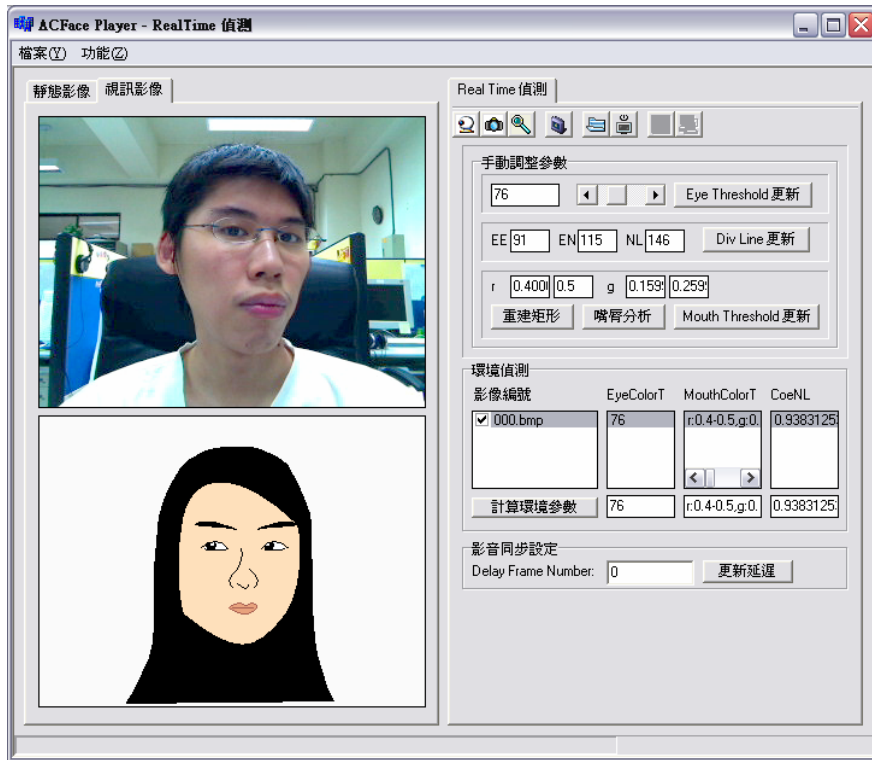 ACFace Player - RealTime 偵測
檔案(Y) 功能(Z)
靜態影像 視訊影像
Real Time 偵測
手動調整參數
76 Eye Threshold 更新
EE 91 EN 115 NL 146 Div Line 更新
r 0.400 0.5 g 0.159 0.259
重建矩形 嘴唇分析 Mouth Threshold 更新
環境偵測
影像編號 EyeColorT MouthColorT CoeNL
000.bmp 76 r:0.4-0.5,g:0. 0.9383125
計算環境參數 76 r:0.4-0.5,g:0. 0.9383125
影音同步設定
Delay Frame Number: 0 更新延遲